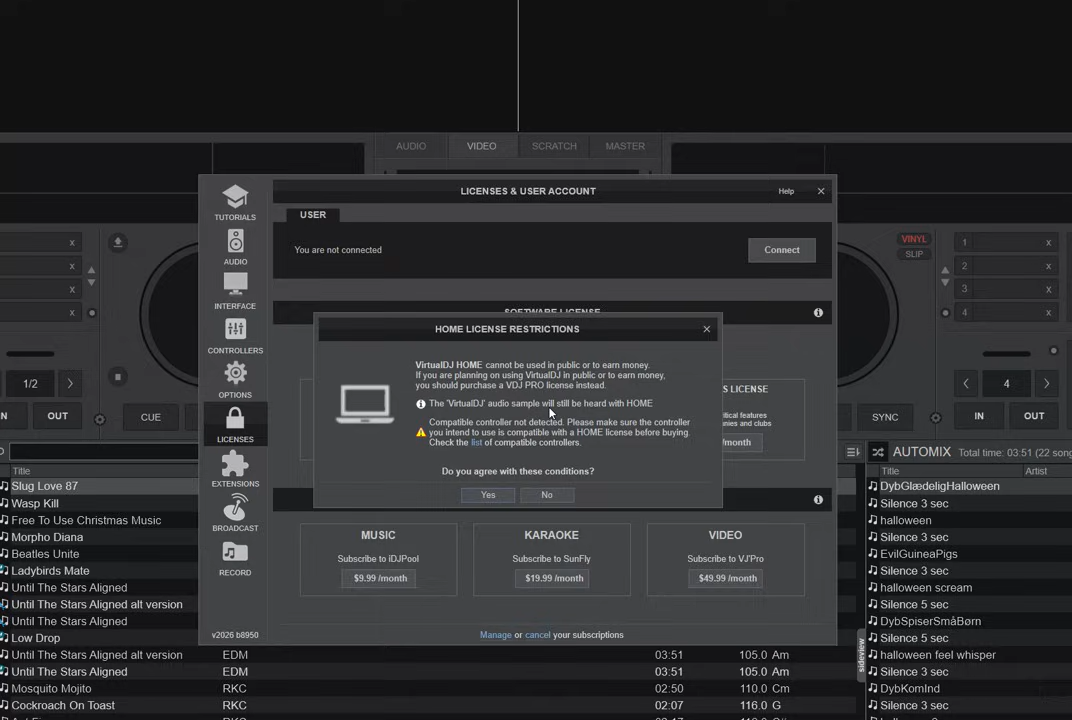 AUDIO VIDEO SCRATCH MASTER
LICENSES & USER ACCOUNT Help
TUTORIALS
AUDIO
INTERFACE
CONTROLLERS
OPTIONS
LICENSES
EXTENSIONS
BROADCAST
RECORD
v2026 b8950
USER
You are not connected
Connect
HOME LICENSE RESTRICTIONS
VirtualDJ HOME cannot be used in public or to earn money.
If you are planning on using VirtualDJ in public or to earn money,
you should purchase a VDJ PRO license instead.
The 'VirtualDJ' audio sample will still be heard with HOME
Compatible controller not detected. Please make sure the controller
you intend to use is compatible with a HOME license before buying.
Check the list of compatible controllers.
Do you agree with these conditions?
Yes No
LICENSE
/month
MUSIC
Subscribe to iDJPool
$9.99 /month
KARAOKE
Subscribe to SunFly
$19.99 /month
VIDEO
Subscribe to VJ'Pro
$49.99 /month
Manage or cancel your subscriptions
x
x
x
x
1/2
OUT CUE
VINYL
SLIP
1 x
2 x
3 x
4 x
4
SYNC IN OUT
Title
Slug Love 87
Wasp Kill
Free To Use Christmas Music
Morpho Diana
Beatles Unite
Ladybirds Mate
Until The Stars Aligned
Until The Stars Aligned alt version
Until The Stars Aligned
Low Drop
Until The Stars Aligned alt version EDM 03:51 105.0 Am
Until The Stars Aligned EDM 03:51 105.0 Am
Mosquito Mojito RKC 02:50 110.0 Cm
Cockroach On Toast RKC 02:07 116.0 G
sideview
AUTOMIX Total time: 03:51 (22 song
Title Artist
DybGlædeligHalloween
Silence 3 sec
halloween
Silence 3 sec
EvilGuineaPigs
Silence 3 sec
halloween scream
Silence 5 sec
DybSpiserSmåBørn
Silence 3 sec
halloween feel whisper
Silence 3 sec
DybKomInd
Silence 3 sec